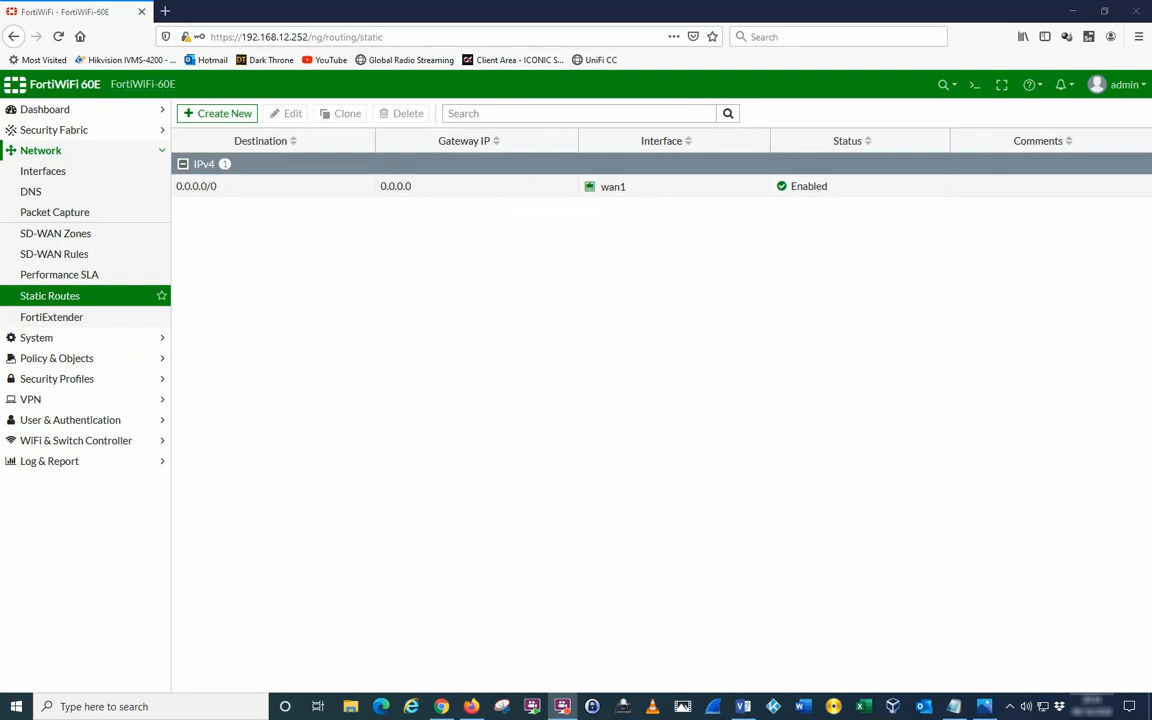 FortiWiFi - FortiWiFi-60E
https://192.168.12.252/ng/routing/static
Search
Most Visited Hikvision IVMS-4200 - ... Hotmail DT Dark Throne YouTube Global Radio Streaming Client Area - ICONIC S... UniFi CC
FortiWiFi 60E FortiWiFi-60E admin
Dashboard
Security Fabric
Network
Interfaces
DNS
Packet Capture
SD-WAN Zones
SD-WAN Rules
Performance SLA
Static Routes
FortiExtender
System
Policy & Objects
Security Profiles
VPN
User & Authentication
WiFi & Switch Controller
Log & Report
Create New Edit Clone Delete Search
Destination Gateway IP Interface Status Comments
IPv4 1
0.0.0.0/0 0.0.0.0 wan1 Enabled
Type here to search